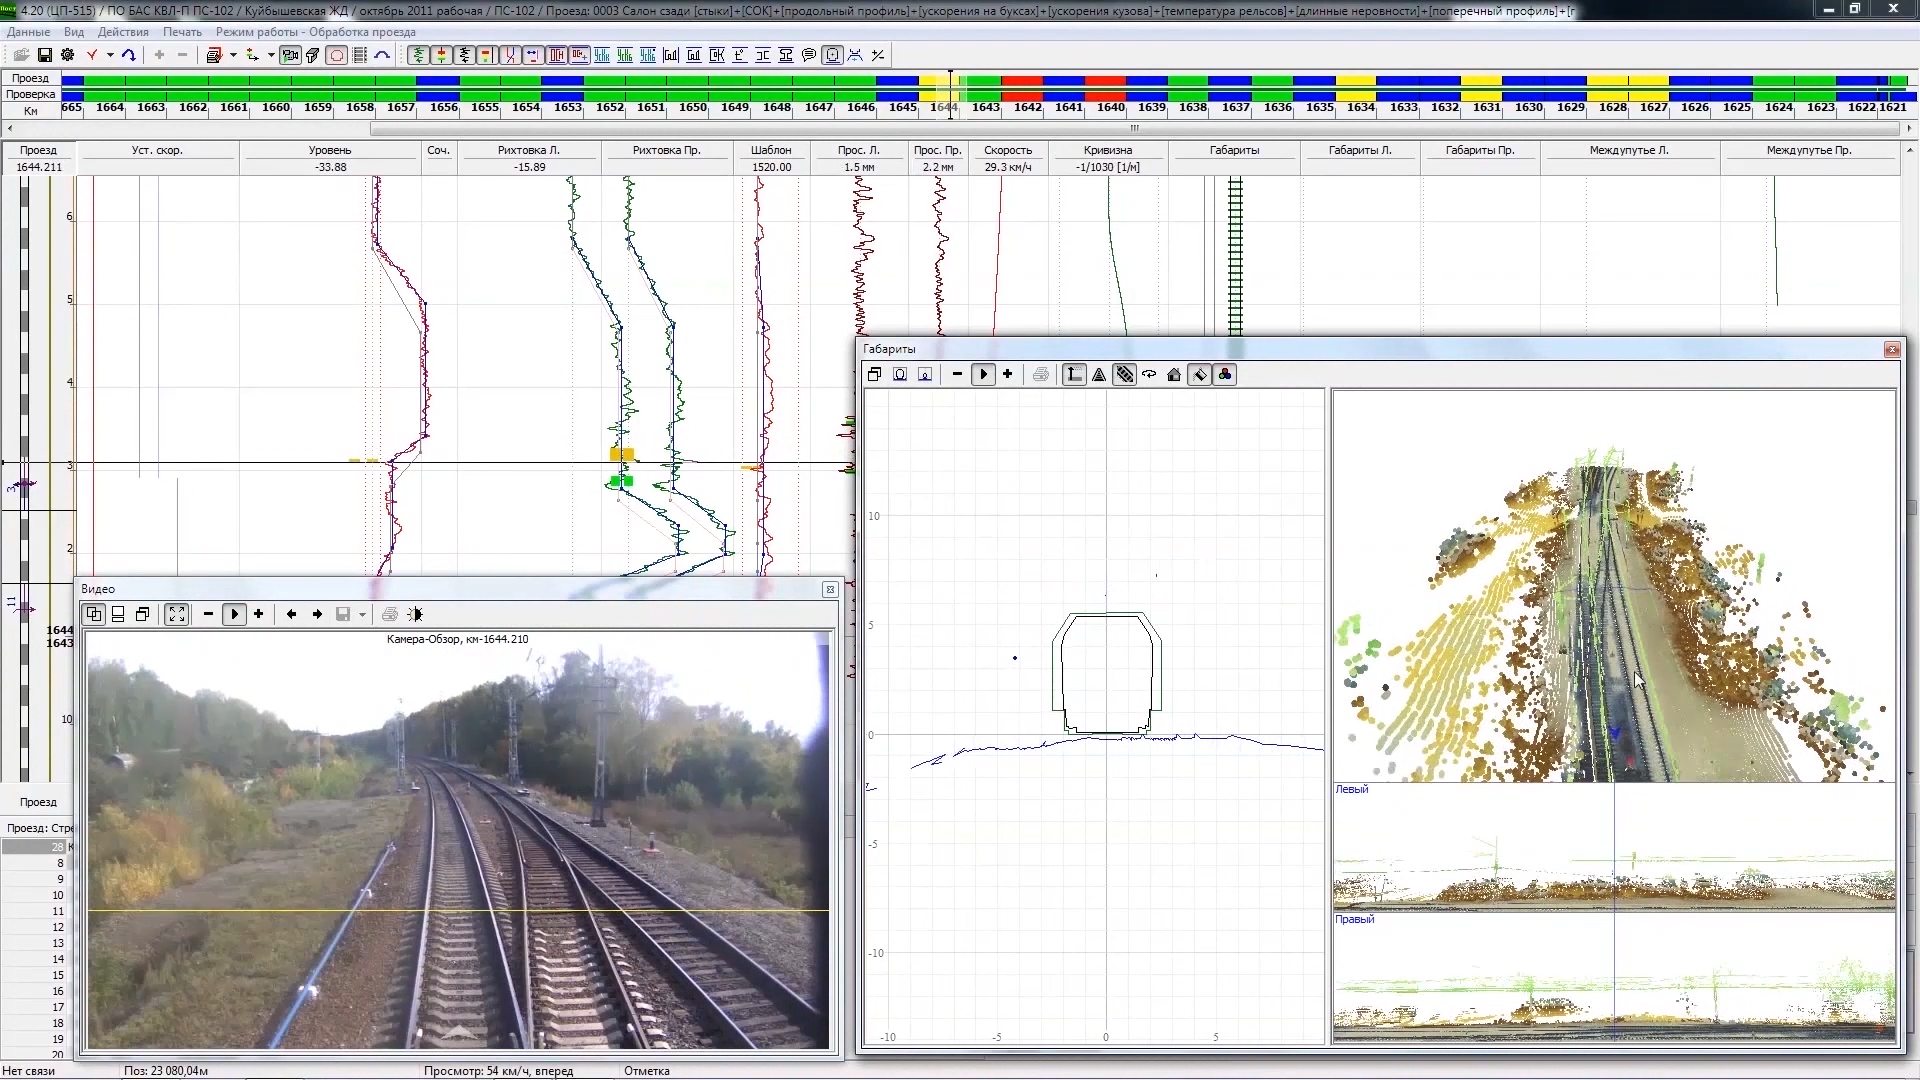 4.20 (ЦП-515) / ПО БАС КВЛ-П ПС-102 / Куйбышевская ЖД / октябрь 2011 рабочая / ПС-102 / Проезд: 0003 Салон сзади [стыки]+[СОК]+[продольный профиль]+[ускорения на буксах]+[ускорения кузова]+[температура рельсов]+[длинные неровности]+[поперечный профиль]+[г
Данные Вид Действия Печать Режим работы - Обработка проезда
Проезд
Проверка
Км 665 1664 1663 1662 1661 1660 1659 1658 1657 1656 1655 1654 1653 1652 1651 1650 1649 1648 1647 1646 1645 1644 1643 1642 1641 1640 1639 1638 1637 1636 1635 1634 1633 1632 1631 1630 1629 1628 1627 1626 1625 1624 1623 1622 1621
Проезд Уст. скор. Уровень Соч. Рихтовка Л. Рихтовка Пр. Шаблон Прос. Л. Прос. Пр. Скорость Кривизна Габариты Габариты Л. Габариты Пр. Междупутье Л. Междупутье Пр.
1644.211 -33.88 -15.89 1520.00 1.5 мм 2.2 мм 29.3 км/ч -1/1030 [1/м]
6
5
4
3
2
3
11
1644
1643
10
Проезд
Проезд: Стре
28 К
8
9
10
11
12
13
14
15
16
17
18
19
20
Видео
Камера-Обзор, км-1644.210
Габариты
10
5
0
-5
-10
-10 -5 0 5
Левый
Правый
Нет связи Поз: 23 080,04м Просмотр: 54 км/ч, вперед Отметка